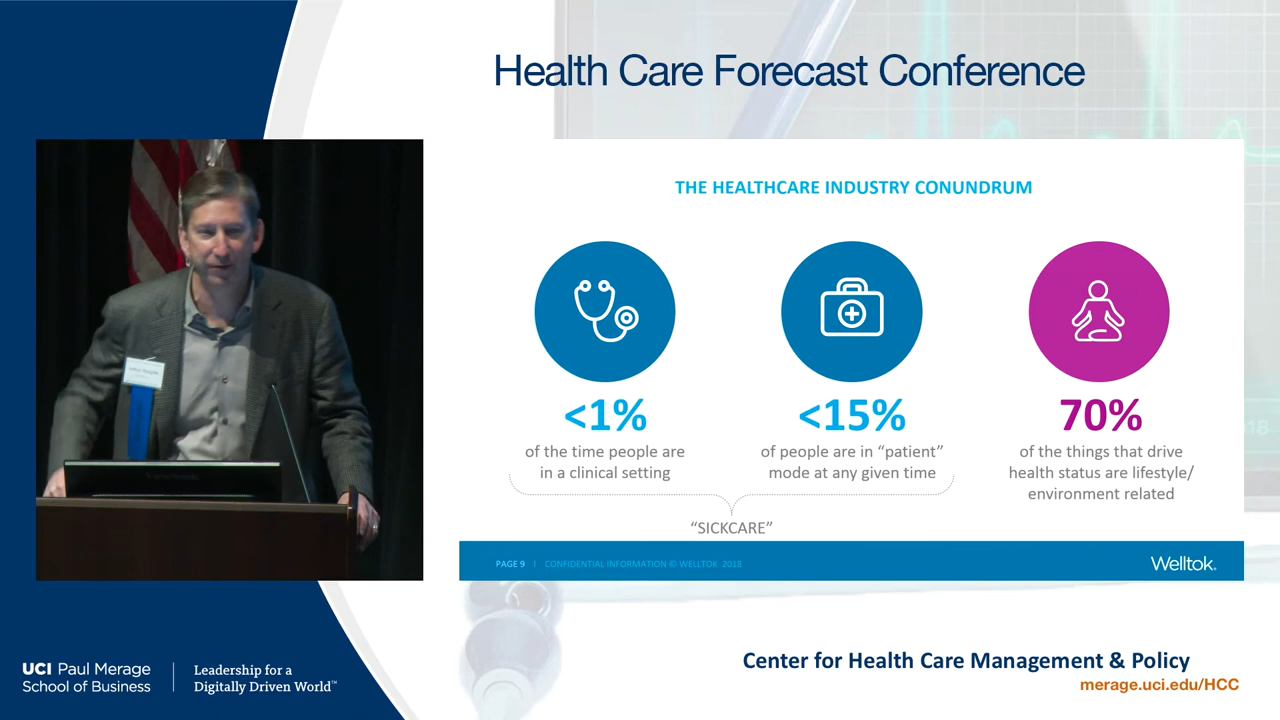 Health Care Forecast Conference
THE HEALTHCARE INDUSTRY CONUNDRUM
<1%
of the time people are
in a clinical setting
<15%
of people are in “patient”
mode at any given time
70%
of the things that drive
health status are lifestyle/
environment related
“SICKCARE”
PAGE 9 | CONFIDENTIAL INFORMATION © WELLTOK 2018
Welltok.
UCI Paul Merage
School of Business
Leadership for a
Digitally Driven World™
Center for Health Care Management & Policy
merage.uci.edu/HCC